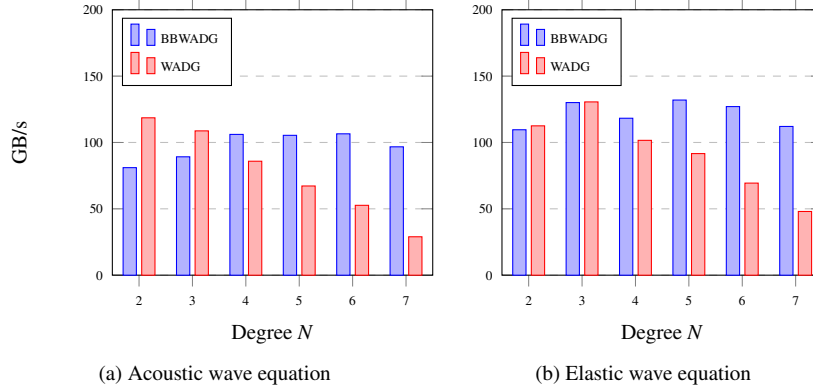 200
150
100
50
0
GB/s
BBWADG
WADG
2 3 4 5 6 7
Degree N
(a) Acoustic wave equation
200
150
100
50
0
BBWADG
WADG
2 3 4 5 6 7
Degree N
(b) Elastic wave equation